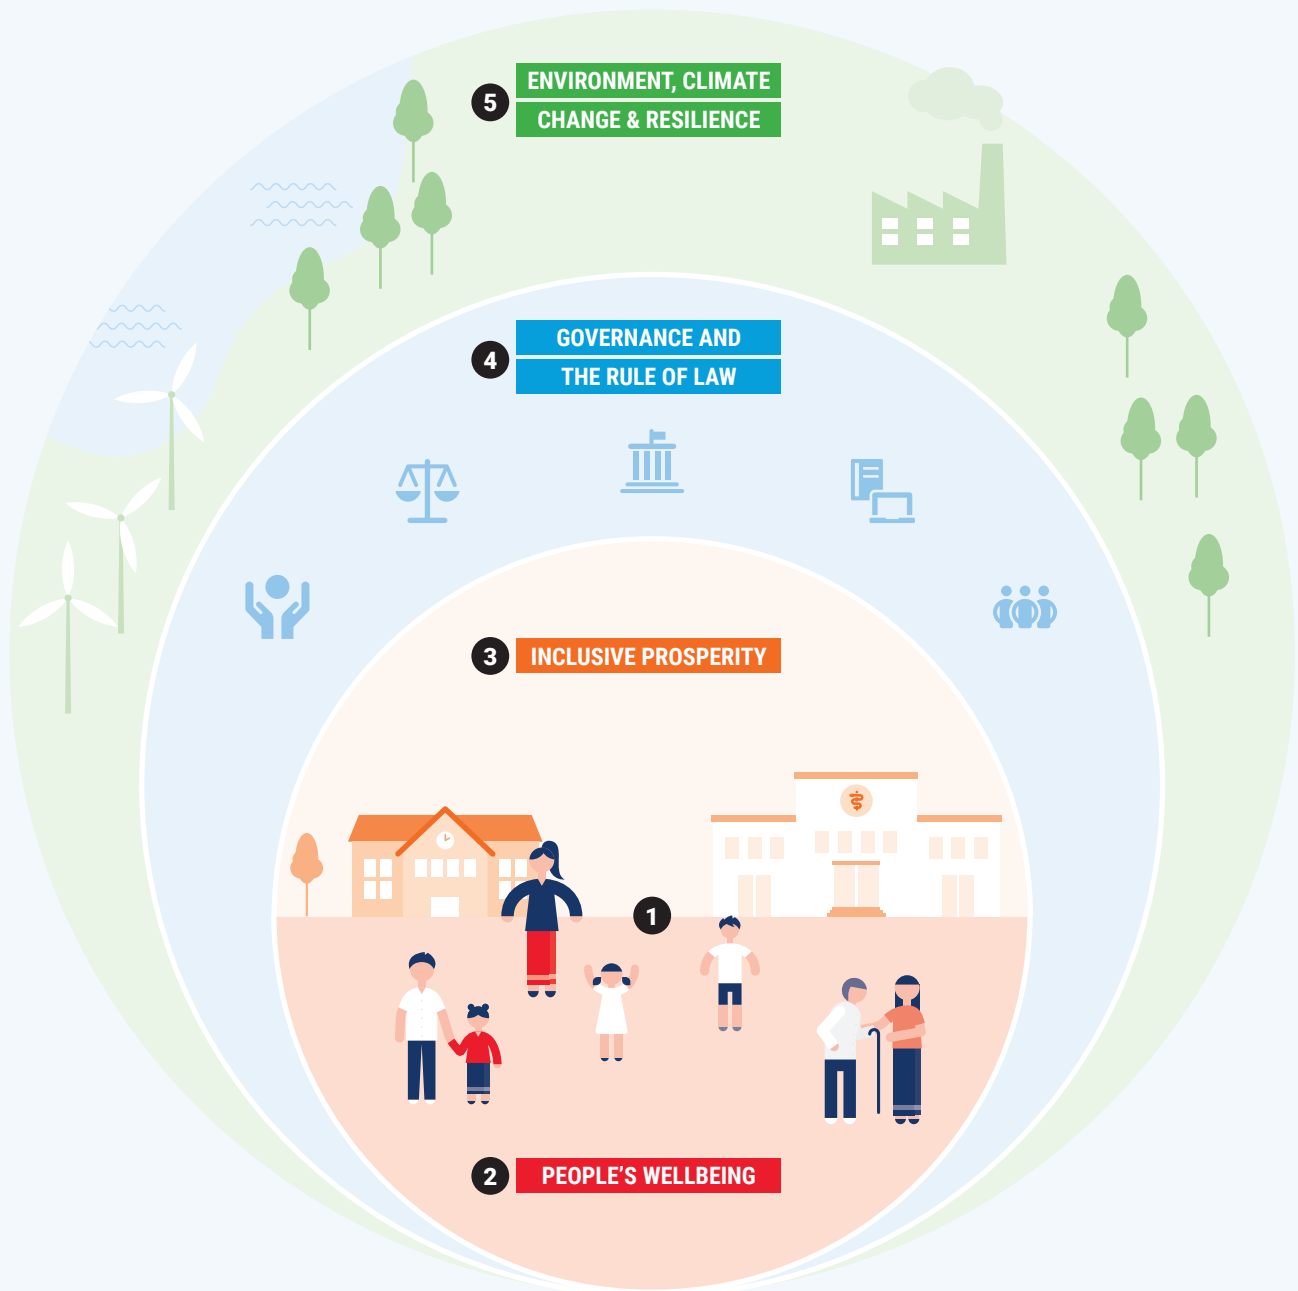 5
ENVIRONMENT, CLIMATE
CHANGE & RESILIENCE
4
GOVERNANCE AND
THE RULE OF LAW
3
INCLUSIVE PROSPERITY
1
2
PEOPLE’S WELLBEING